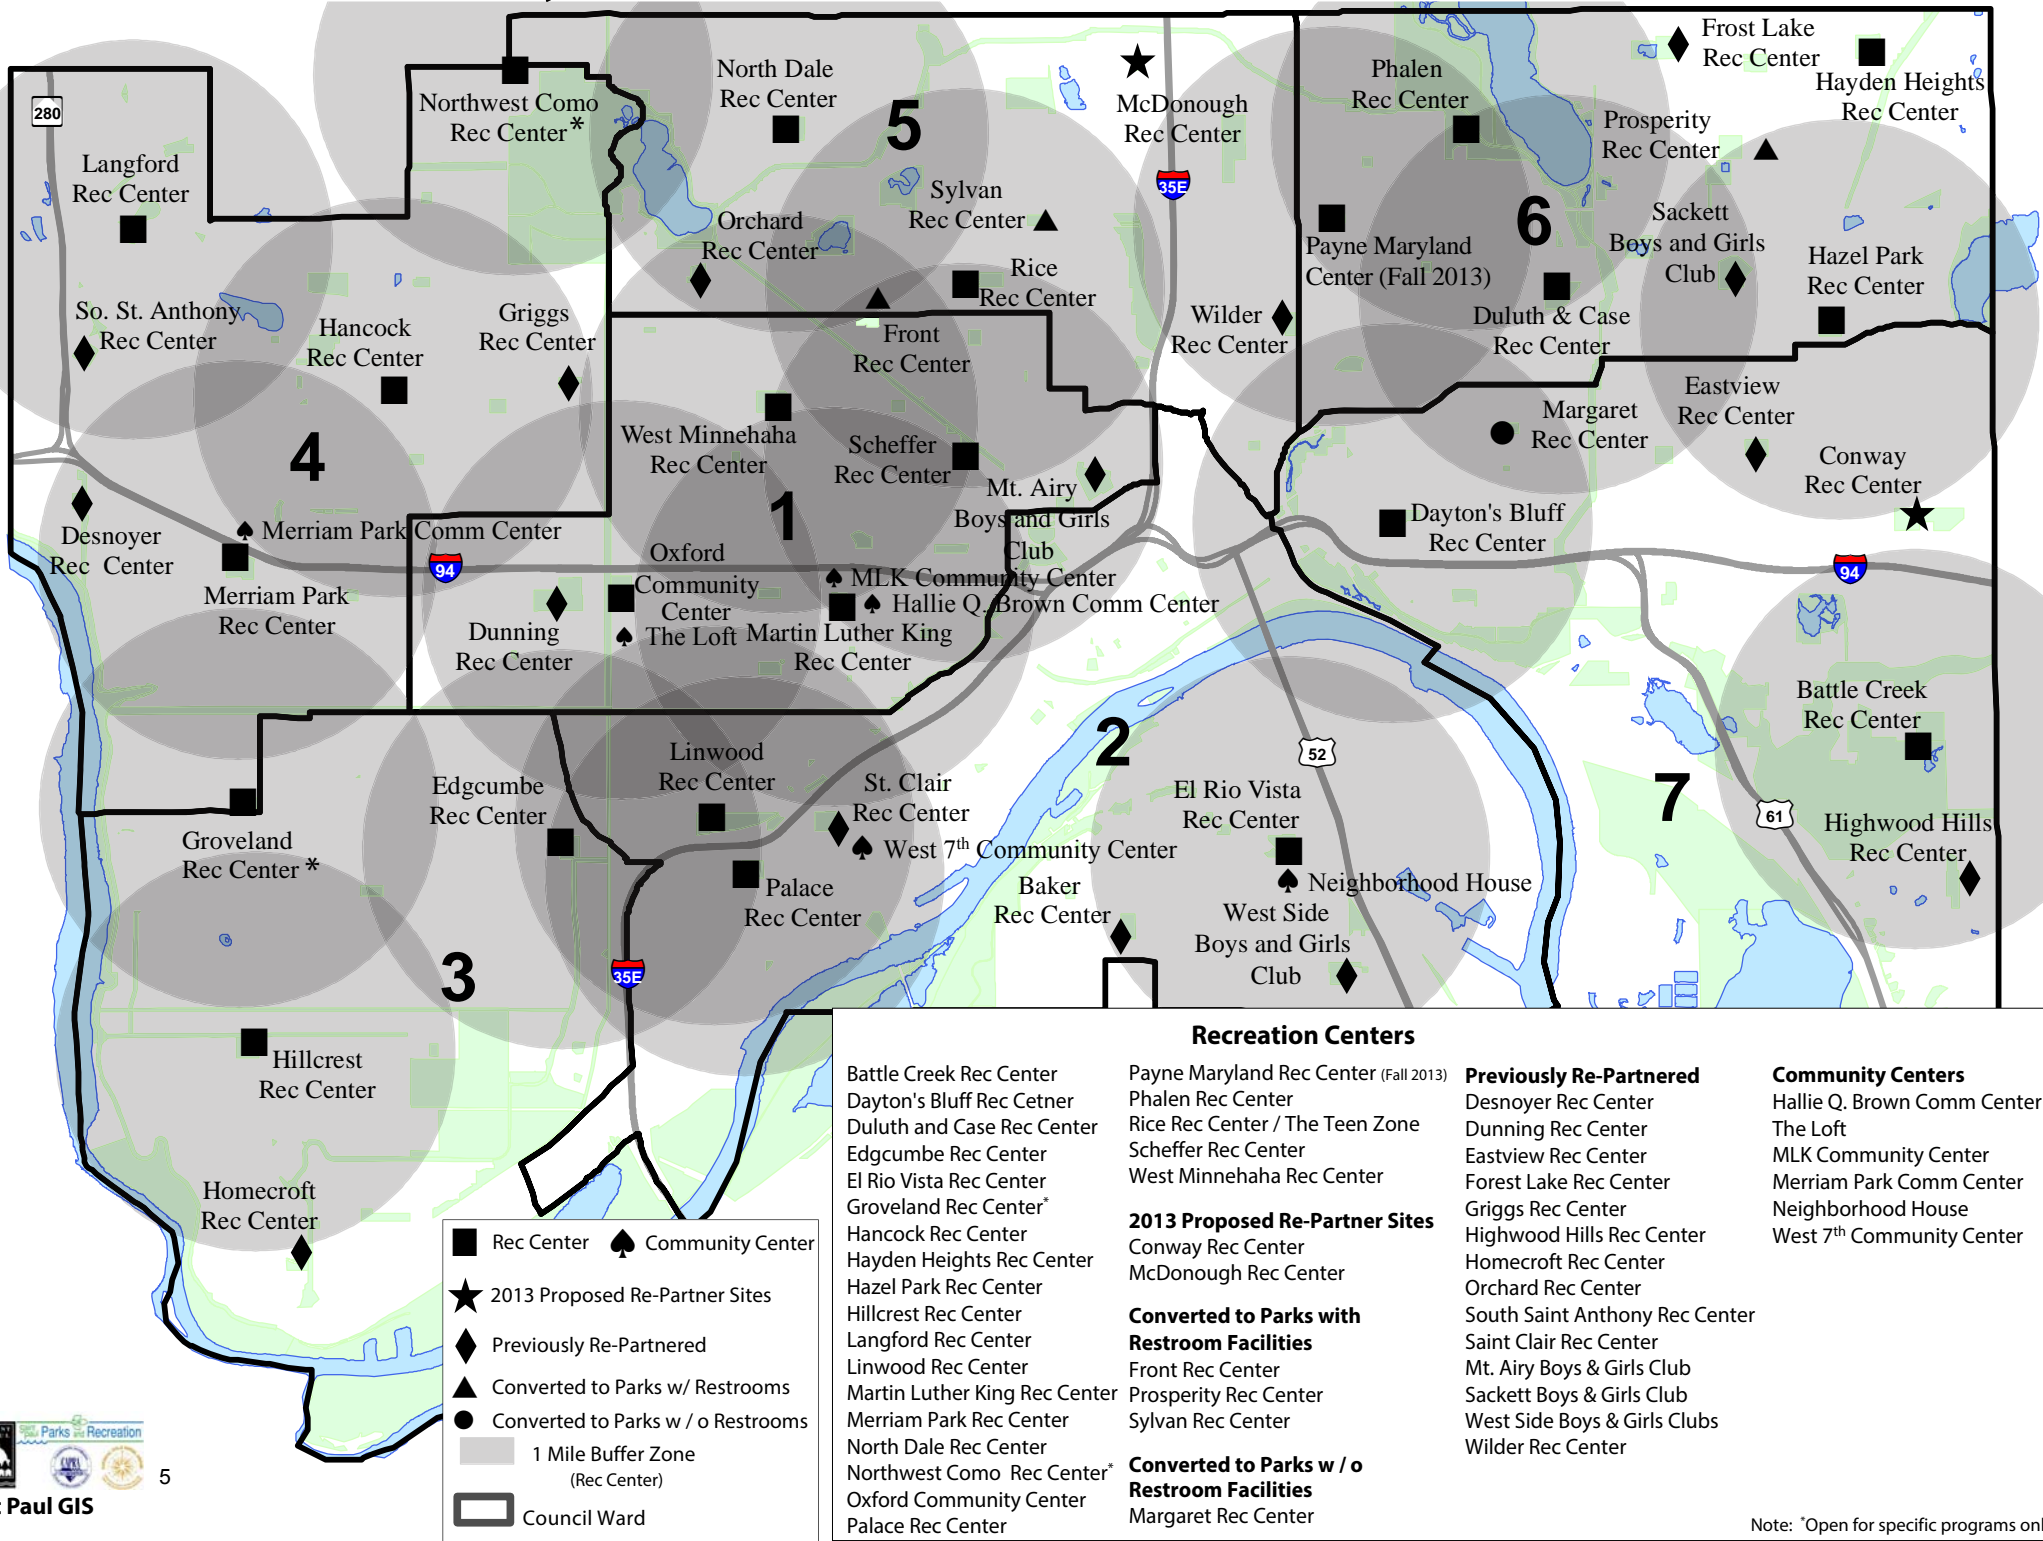 280
Langford
Rec Center
Northwest Como
Rec Center *
North Dale
Rec Center
5
McDonough
Rec Center
35E
Phalen
Rec Center
Frost Lake
Rec Center
Hayden Heights
Rec Center
Prosperity
Rec Center
Sylvan
Rec Center
Orchard
Rec Center
Rice
Rec Center
Payne Maryland
Center (Fall 2013)
6
Sackett
Boys and Girls
Club
Hazel Park
Rec Center
So. St. Anthony
Rec Center
Hancock
Rec Center
Griggs
Rec Center
Front
Rec Center
Wilder
Rec Center
Duluth & Case
Rec Center
Eastview
Rec Center
Margaret
Rec Center
Conway
Rec Center
4
West Minnehaha
Rec Center
Scheffer
Rec Center
1
Mt. Airy
Boys and Girls
Club
Dayton's Bluff
Rec Center
Desnoyer
Rec Center
Merriam Park Comm Center
Merriam Park
Rec Center
94
Oxford
Community
Center
The Loft
Dunning
Rec Center
MLK Community Center
Hallie Q. Brown Comm Center
Martin Luther King
Rec Center
94
Battle Creek
Rec Center
2
52
7
61
Linwood
Rec Center
Edgcumbe
Rec Center
St. Clair
Rec Center
West 7th Community Center
El Rio Vista
Rec Center
Neighborhood House
Highwood Hills
Rec Center
Groveland
Rec Center *
Palace
Rec Center
Baker
Rec Center
West Side
Boys and Girls
Club
3
35E
Hillcrest
Rec Center
Homecroft
Rec Center
Rec Center
Community Center
2013 Proposed Re-Partner Sites
Previously Re-Partnered
Converted to Parks w/ Restrooms
Converted to Parks w / o Restrooms
1 Mile Buffer Zone
(Rec Center)
Council Ward
Recreation Centers
Battle Creek Rec Center
Dayton's Bluff Rec Cetner
Duluth and Case Rec Center
Edgcumbe Rec Center
El Rio Vista Rec Center
Groveland Rec Center*
Hancock Rec Center
Hayden Heights Rec Center
Hazel Park Rec Center
Hillcrest Rec Center
Langford Rec Center
Linwood Rec Center
Martin Luther King Rec Center
Merriam Park Rec Center
North Dale Rec Center
Northwest Como Rec Center*
Oxford Community Center
Palace Rec Center
Payne Maryland Rec Center (Fall 2013)
Phalen Rec Center
Rice Rec Center / The Teen Zone
Scheffer Rec Center
West Minnehaha Rec Center
2013 Proposed Re-Partner Sites
Conway Rec Center
McDonough Rec Center
Converted to Parks with
Restroom Facilities
Front Rec Center
Prosperity Rec Center
Sylvan Rec Center
Converted to Parks w / o
Restroom Facilities
Margaret Rec Center
Previously Re-Partnered
Desnoyer Rec Center
Dunning Rec Center
Eastview Rec Center
Forest Lake Rec Center
Griggs Rec Center
Highwood Hills Rec Center
Homecroft Rec Center
Orchard Rec Center
South Saint Anthony Rec Center
Saint Clair Rec Center
Mt. Airy Boys & Girls Club
Sackett Boys & Girls Club
West Side Boys & Girls Clubs
Wilder Rec Center
Community Centers
Hallie Q. Brown Comm Center
The Loft
MLK Community Center
Merriam Park Comm Center
Neighborhood House
West 7th Community Center
Note: *Open for specific programs onl
Parks and Recreation
5
Paul GIS